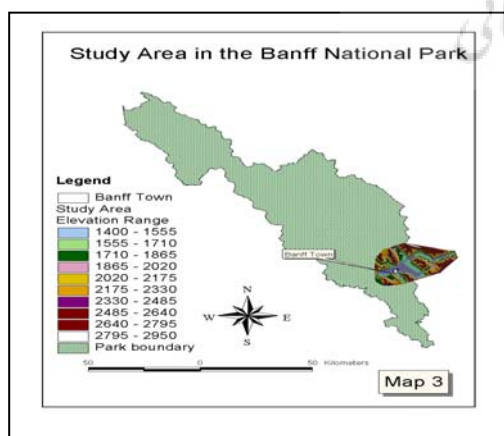 Study Area in the Banff National Park
Legend
Banff Town
Study Area
Elevation Range
1400 - 1555
1555 - 1710
1710 - 1865
1865 - 2020
2020 - 2175
2175 - 2330
2330 - 2485
2485 - 2640
2640 - 2795
2795 - 2950
Park boundary
Banff Town
N
W E
S
50 0 50 Kilometers
Map 3